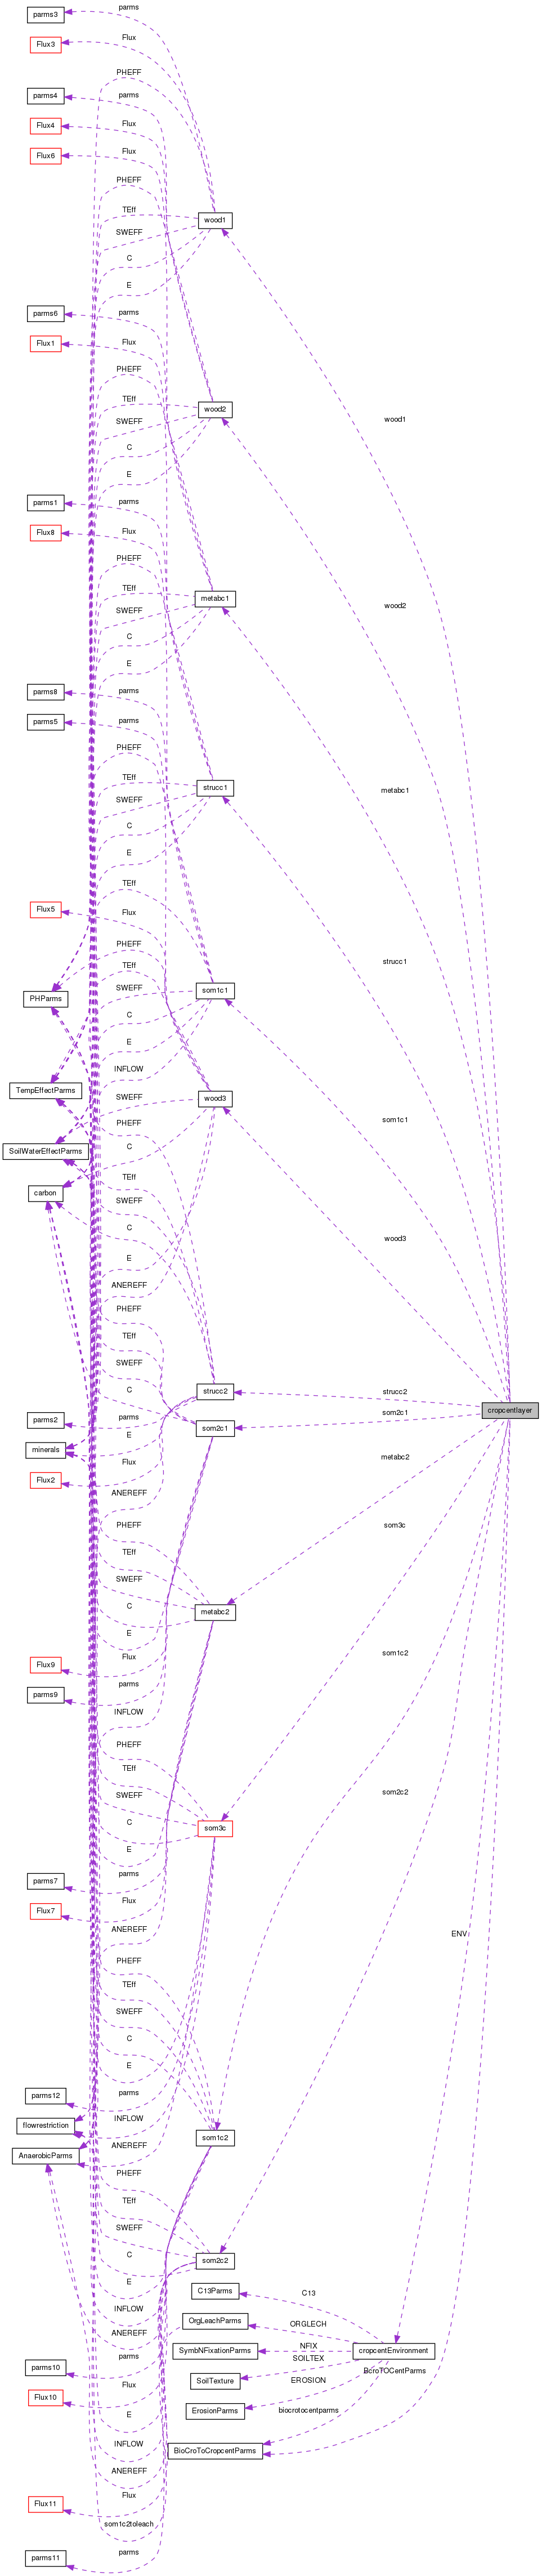 parms3
parms
Flux3
Flux
PHEFF
parms4
parms
Flux4
Flux
Flux6
Flux
PHEFF
TEff
wood1
SWEFF
C
E
parms6
parms
Flux1
Flux
PHEFF
TEff
wood2
wood1
SWEFF
C
E
parms1
parms
Flux8
Flux
PHEFF
TEff
metabc1
wood2
SWEFF
C
E
parms8
parms
parms5
parms
PHEFF
TEff
strucc1
metabc1
SWEFF
C
E
TEff
Flux5
Flux
PHEFF
strucc1
TEff
SWEFF
som1c1
PHParms
C
E
INFLOW
TempEffectParms
SWEFF
wood3
PHEFF
som1c1
C
SoilWaterEffectParms
TEff
carbon
SWEFF
C
wood3
E
ANEREFF
PHEFF
TEff
SWEFF
C
strucc2
strucc2
cropcentlayer
som2c1
parms2
parms
som2c1
E
minerals
metabc2
Flux
Flux2
ANEREFF
PHEFF
som3c
TEff
SWEFF
C
metabc2
E
som1c2
Flux9
Flux
parms9
parms
INFLOW
PHEFF
TEff
SWEFF
som2c2
C
som3c
E
parms7
parms
Flux7
Flux
ANEREFF
ENV
PHEFF
TEff
SWEFF
C
E
parms12
parms
flowrestriction
INFLOW
som1c2
ANEREFF
AnaerobicParms
PHEFF
TEff
SWEFF
C
som2c2
E
C13Parms
C13
INFLOW
OrgLeachParms
ORGLECH
ANEREFF
NFIX
SymbNFixationParms
cropcentEnvironment
parms
SOILTEX
parms10
BcroTOCentParms
Flux
SoilTexture
EROSION
Flux10
E
ErosionParms
biocrotocentparms
INFLOW
BioCroToCropcentParms
ANEREFF
Flux
Flux11
som1c2toleach
parms
parms11